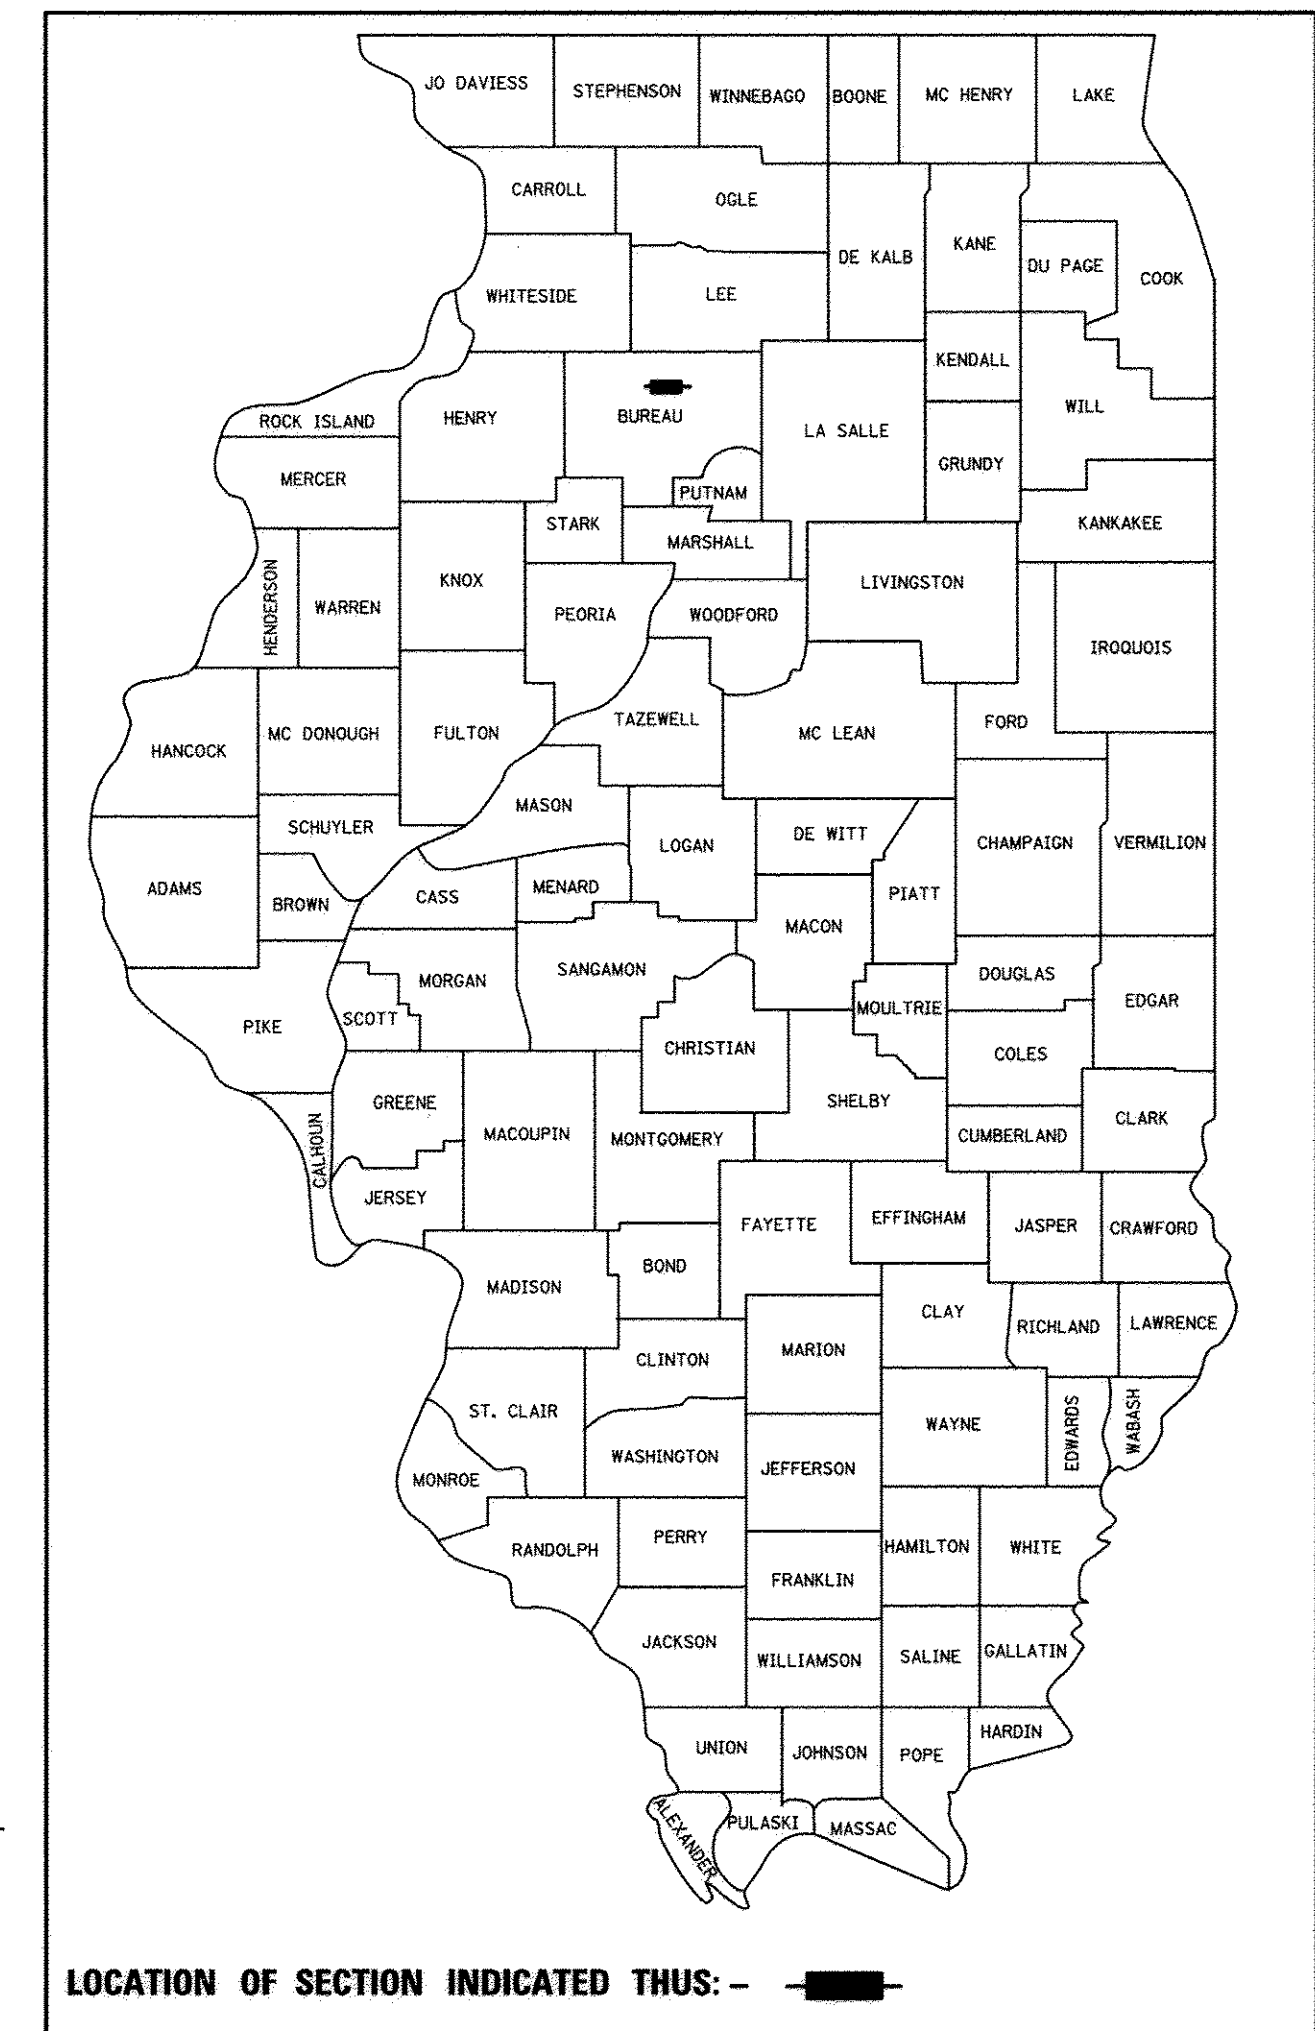 JO DAVIESS
STEPHENSON
WINNEBAGO
BOONE
MC HENRY
LAKE
CARROLL
OGLE
DE KALB
KANE
DU PAGE
COOK
WHITESIDE
LEE
KENDALL
ROCK ISLAND
HENRY
BUREAU
LA SALLE
WILL
MERCER
PUTNAM
GRUNDY
STARK
MARSHALL
KANKAKEE
HENDERSON
WARREN
KNOX
PEORIA
WOODFORD
LIVINGSTON
IROQUOIS
HANCOCK
MC DONOUGH
FULTON
TAZEWELL
MC LEAN
FORD
SCHUYLER
MASON
LOGAN
DE WITT
CHAMPAIGN
VERMILION
ADAMS
BROWN
CASS
MENARD
MACON
PIATT
PIKE
SCOTT
MORGAN
SANGAMON
CHRISTIAN
MOULTRIE
DOUGLAS
EDGAR
COLES
CALHOUN
GREENE
MACOUPIN
MONTGOMERY
SHELBY
CUMBERLAND
CLARK
JERSEY
FAYETTE
EFFINGHAM
JASPER
CRAWFORD
MADISON
BOND
CLAY
RICHLAND
LAWRENCE
CLINTON
MARION
ST. CLAIR
WASHINGTON
WAYNE
EDWARDS
WABASH
MONROE
JEFFERSON
RANDOLPH
PERRY
FRANKLIN
HAMILTON
WHITE
JACKSON
WILLIAMSON
SALINE
GALLATIN
UNION
JOHNSON
POPE
HARDIN
ALEXANDER
PULASKI
MASSAC
LOCATION OF SECTION INDICATED THUS: –